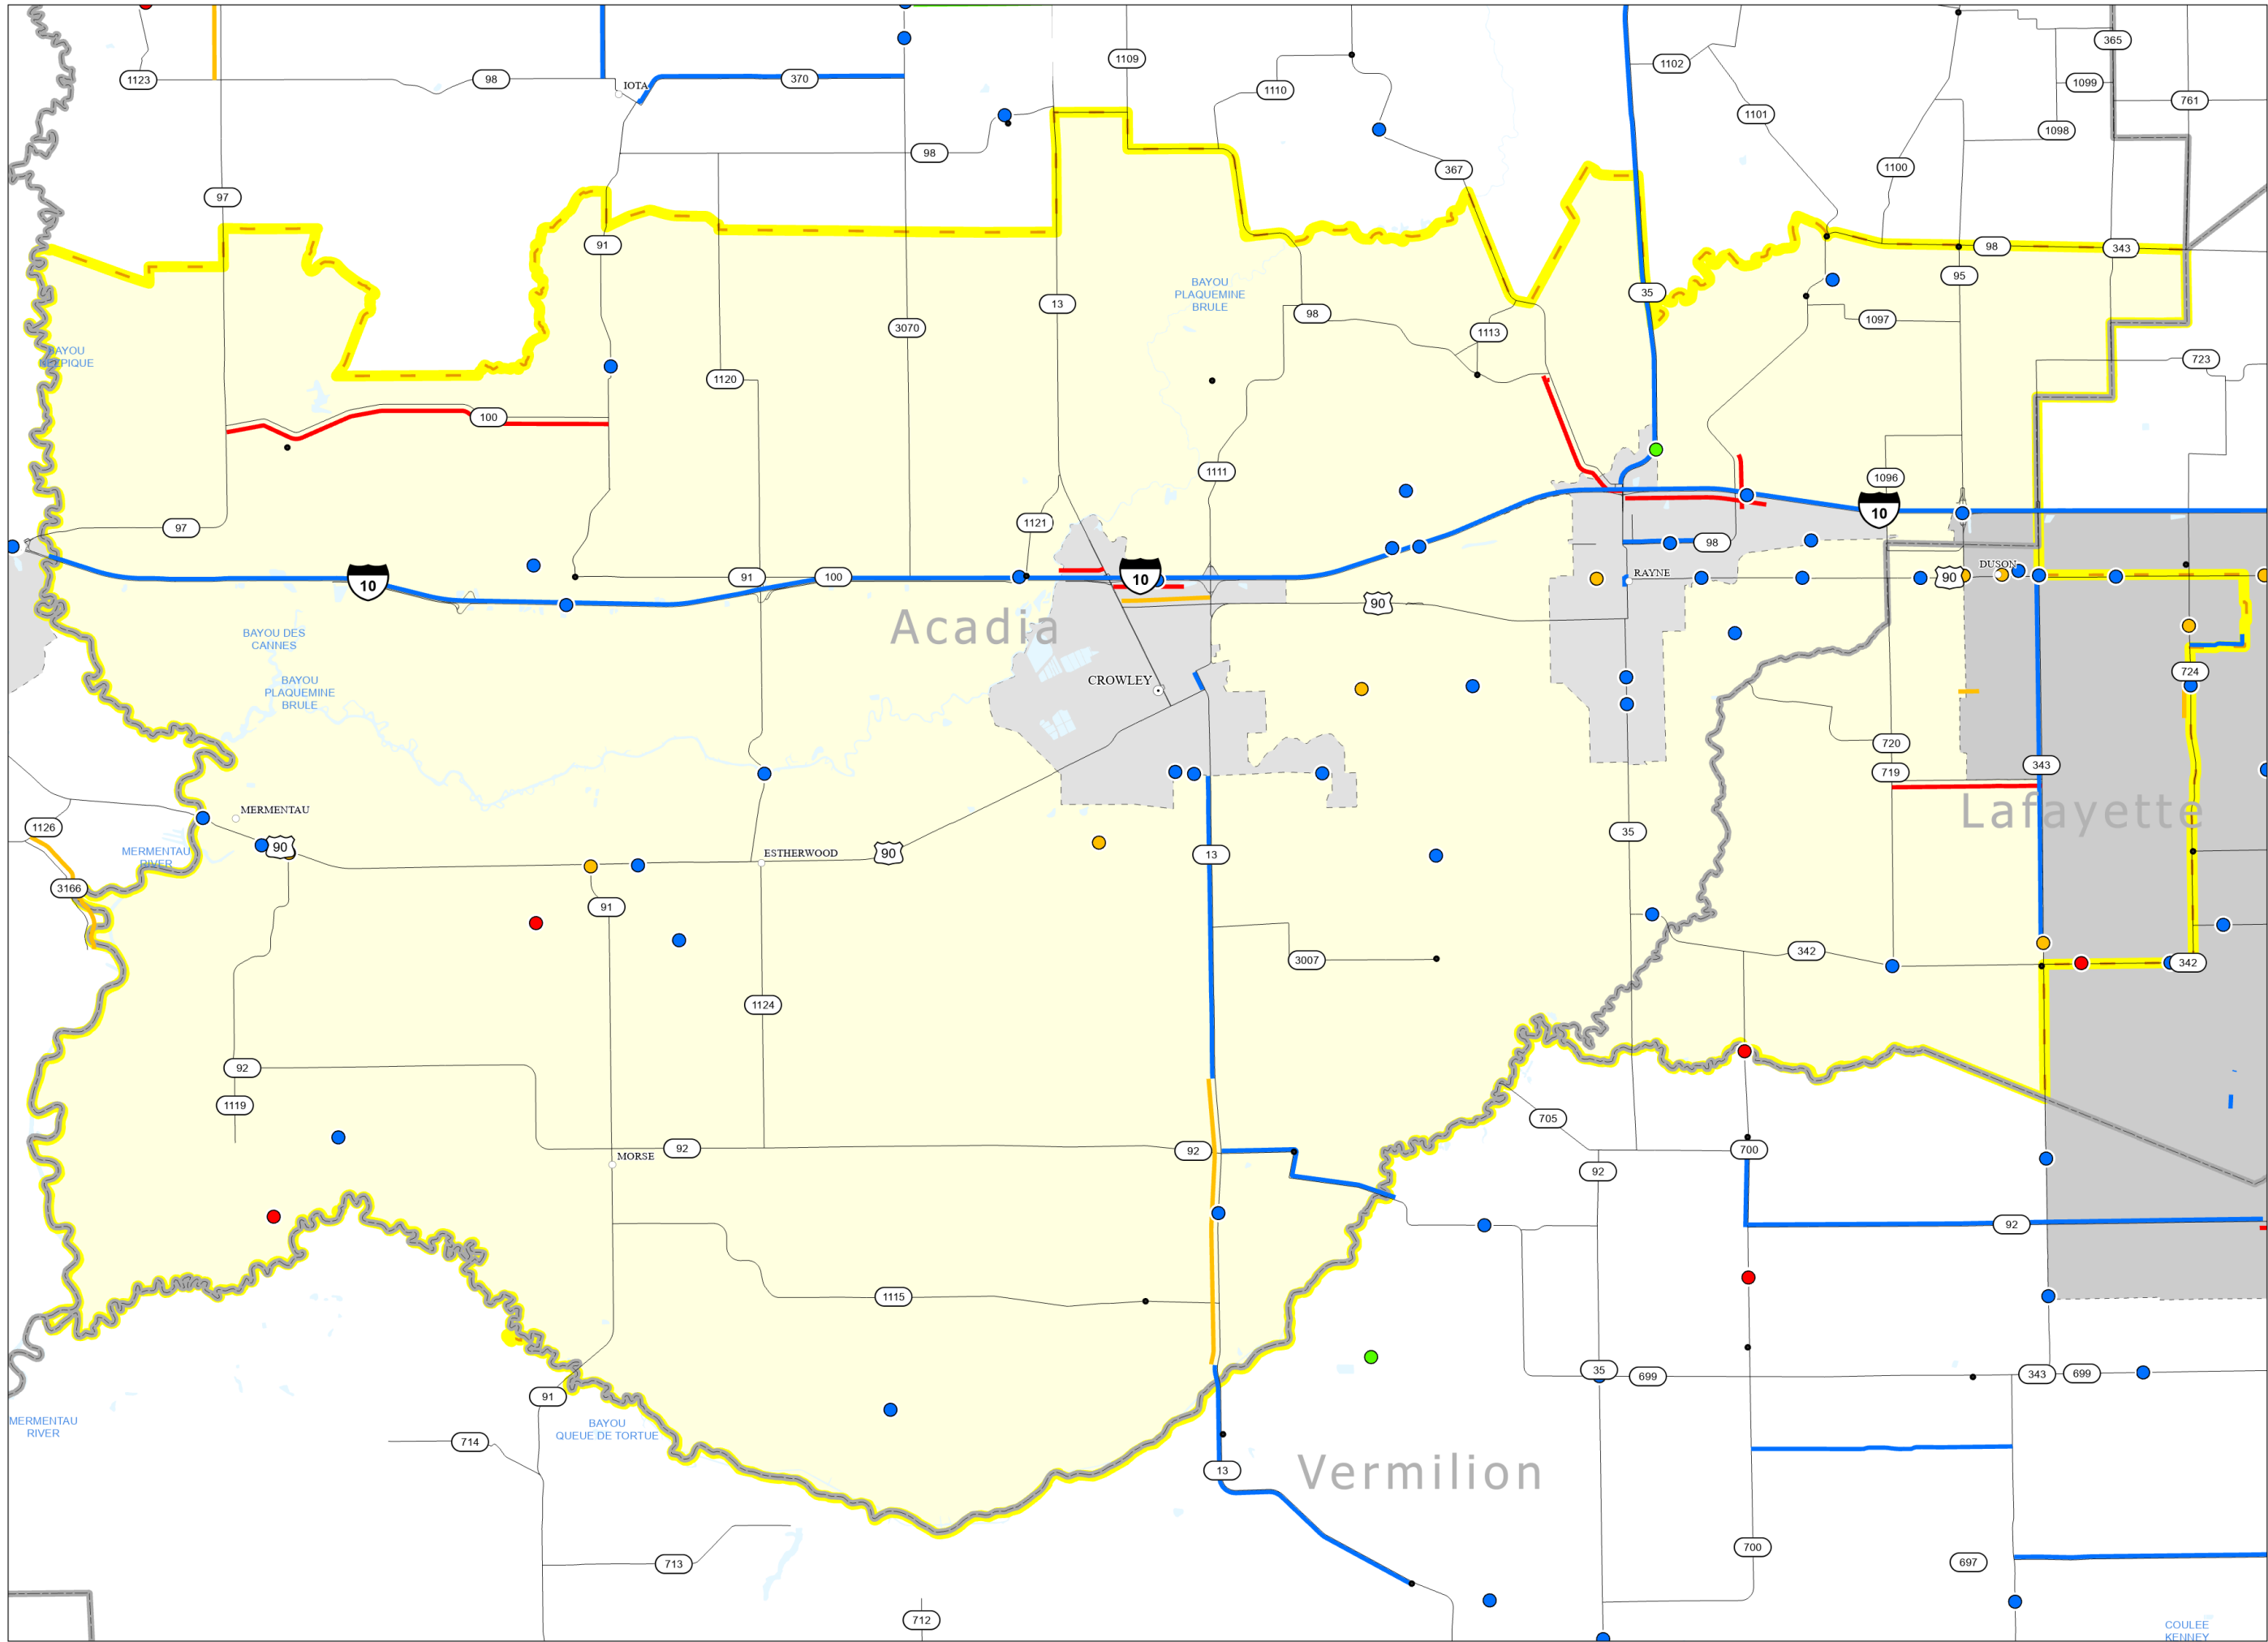 365
1109
1102
1123
98
370
IOTA
1110
1099
761
1101
1098
98
367
1100
97
91
98
343
95
BAYOU
PLAQUEMINE
BRULE
35
13
98
1097
3070
1113
BAYOU
NEZPIQUE
723
1120
100
1111
1096
10
97
1121
98
10
91
100
10
RAYNE
90
DUSON
90
Acadia
BAYOU DES
CANNES
724
CROWLEY
BAYOU
PLAQUEMINE
BRULE
720
343
719
MERMENTAU
Lafayette
1126
35
90
MERMENTAU
RIVER
ESTHERWOOD
90
13
3166
91
342
3007
342
1124
92
1119
705
92
92
700
MORSE
92
92
1115
35
699
343
699
91
MERMENTAU
RIVER
BAYOU
QUEUE DE TORTUE
714
13
Vermilion
700
713
697
712
COULEE
KENNEY